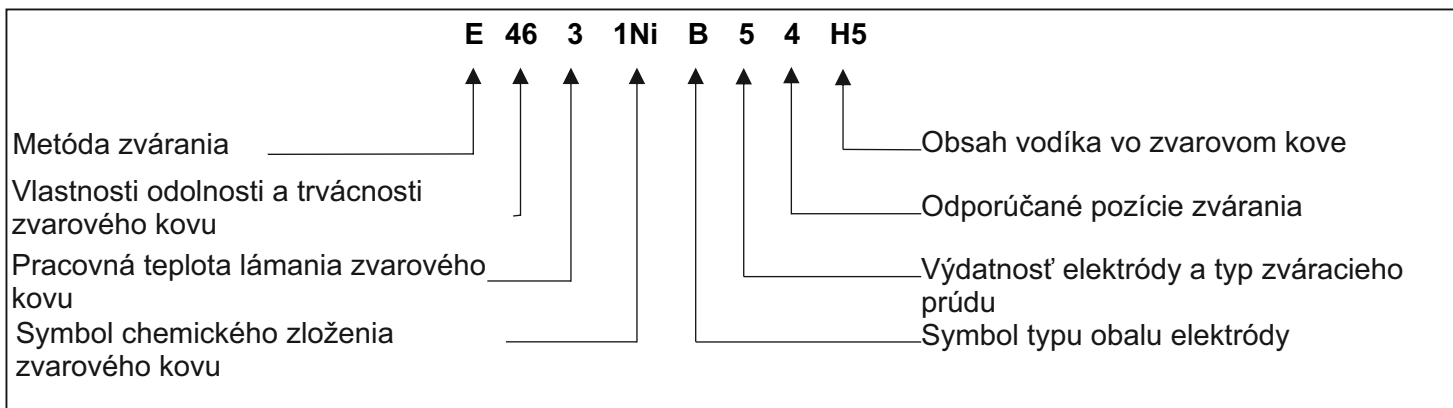 E 46 3 1Ni B 5 4 H5
Metóda zvárania
Obsah vodíka vo zvarovom kove
Vlastnosti odolnosti a trvácnosti
zvarového kovu
Odporúčané pozície zvárania
Pracovná teplota lámania zvarového
kovu
Výdatnosť elektródy a typ zváracieho
prúdu
Symbol chemického zloženia
zvarového kovu
Symbol typu obalu elektródy